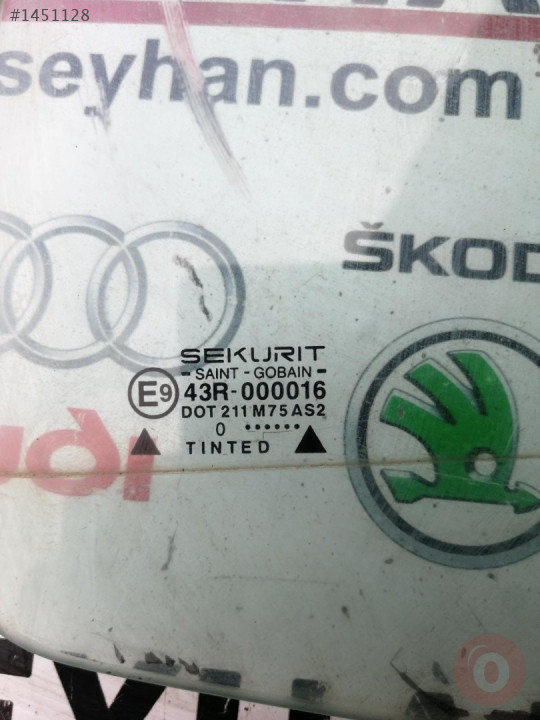 #1451128
seyhan.com
ŠKOD
SEKURIT
- SAINT - GOBAIN -
E9 43R-000016
DOT 211 M75 AS2
0 ••••••
TINTED